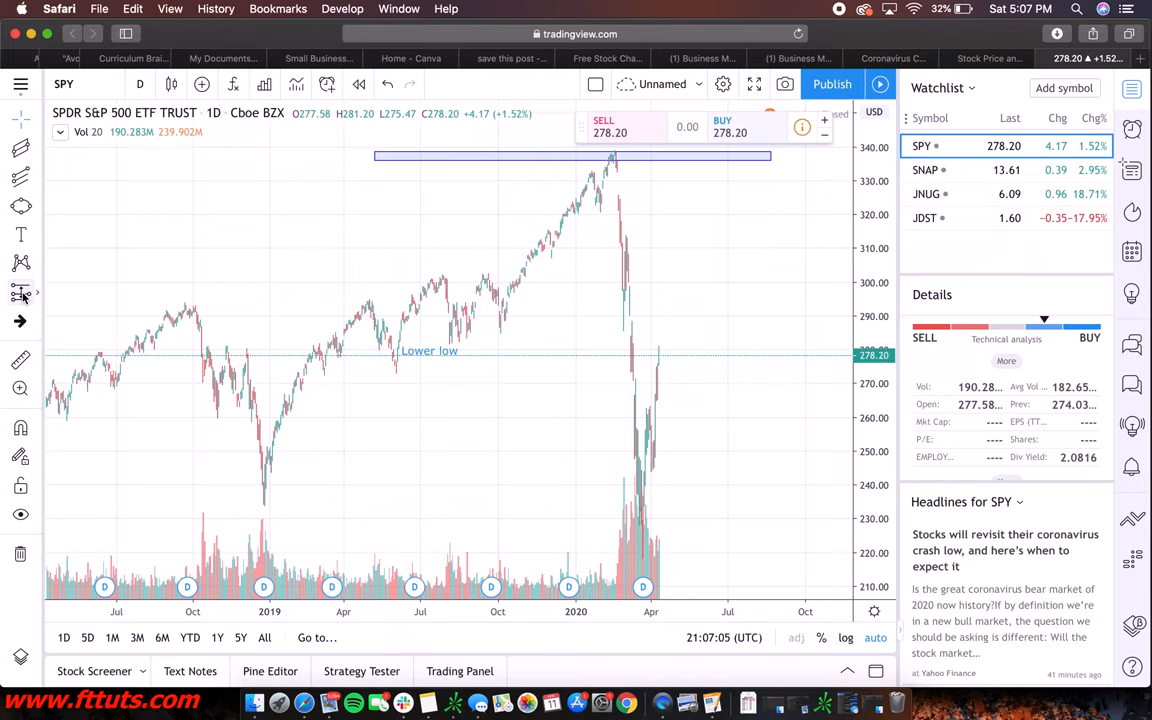 Safari File Edit View History Bookmarks Develop Window Help 32% Sat 5:07 PM
tradingview.com
"Avc Curriculum Brai... My Documents... Small Business... Home - Canva save this post -... Free Stock Cha... (1) Business M... (1) Business M... Coronavirus C... Stock Price an... 278.20 ▲ +1.52...
SPY D Unnamed Publish
SPDR S&P 500 ETF TRUST · 1D · Cboe BZX O277.58 H281.20 L275.47 C278.20 +4.17 (+1.52%)
Vol 20 190.283M 239.902M
SELL
278.20
0.00
BUY
278.20
USD
340.00
330.00
320.00
310.00
300.00
290.00
278.20
270.00
260.00
250.00
240.00
230.00
220.00
210.00
Lower low
D D D D D D D D
Jul Oct 2019 Apr Jul Oct 2020 Apr Jul Oct
1D 5D 1M 3M 6M YTD 1Y 5Y All Go to... 21:07:05 (UTC) adj % log auto
Stock Screener Text Notes Pine Editor Strategy Tester Trading Panel
Watchlist Add symbol
Symbol Last Chg Chg%
SPY 278.20 4.17 1.52%
SNAP 13.61 0.39 2.95%
JNUG 6.09 0.96 18.71%
JDST 1.60 −0.35 −17.95%
Details
SELL Technical analysis BUY
More
Vol: 190.28... Avg Vol ... 182.65...
Open: 277.58... Prev: 274.03...
Mkt Cap: ---- EPS (TT... ----
P/E: ---- Shares: ----
EMPLOY... ---- Div Yield: 2.0816
Headlines for SPY
Stocks will revisit their coronavirus
crash low, and here's when to
expect it
Is the great coronavirus bear market of
2020 now history?If by definition we're
in a new bull market, the question we
should be asking is different: Will the
stock market...
at Yahoo Finance 41 minutes ago
www.fttuts.com